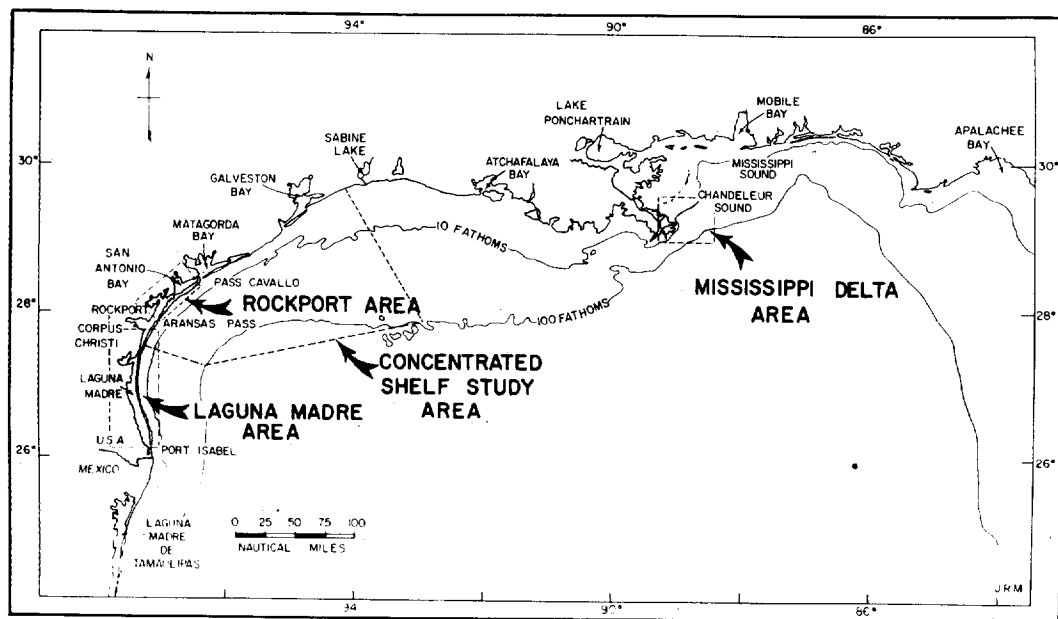 94°
90°
86°
N
MOBILE
BAY
LAKE
PONCHARTRAIN
SABINE
LAKE
APALACHEE
BAY
30°
30°
ATCHAFALAYA
BAY
MISSISSIPPI
SOUND
GALVESTON
BAY
CHANDELEUR
SOUND
MATAGORDA
BAY
10 FATHOMS
SAN
ANTONIO
BAY
PASS CAVALLO
MISSISSIPPI DELTA
AREA
28°
28°
ROCKPORT
ROCKPORT AREA
100 FATHOMS
ARANSAS PASS
CORPUS
CHRISTI
CONCENTRATED
SHELF STUDY
AREA
LAGUNA
MADRE
LAGUNA MADRE
AREA
U.S.A
PORT ISABEL
26°
26°
MEXICO
0 25 50 75 100
NAUTICAL MILES
LAGUNA
MADRE
DE
TAMAULIPAS
J.R.M
94
90°
86°